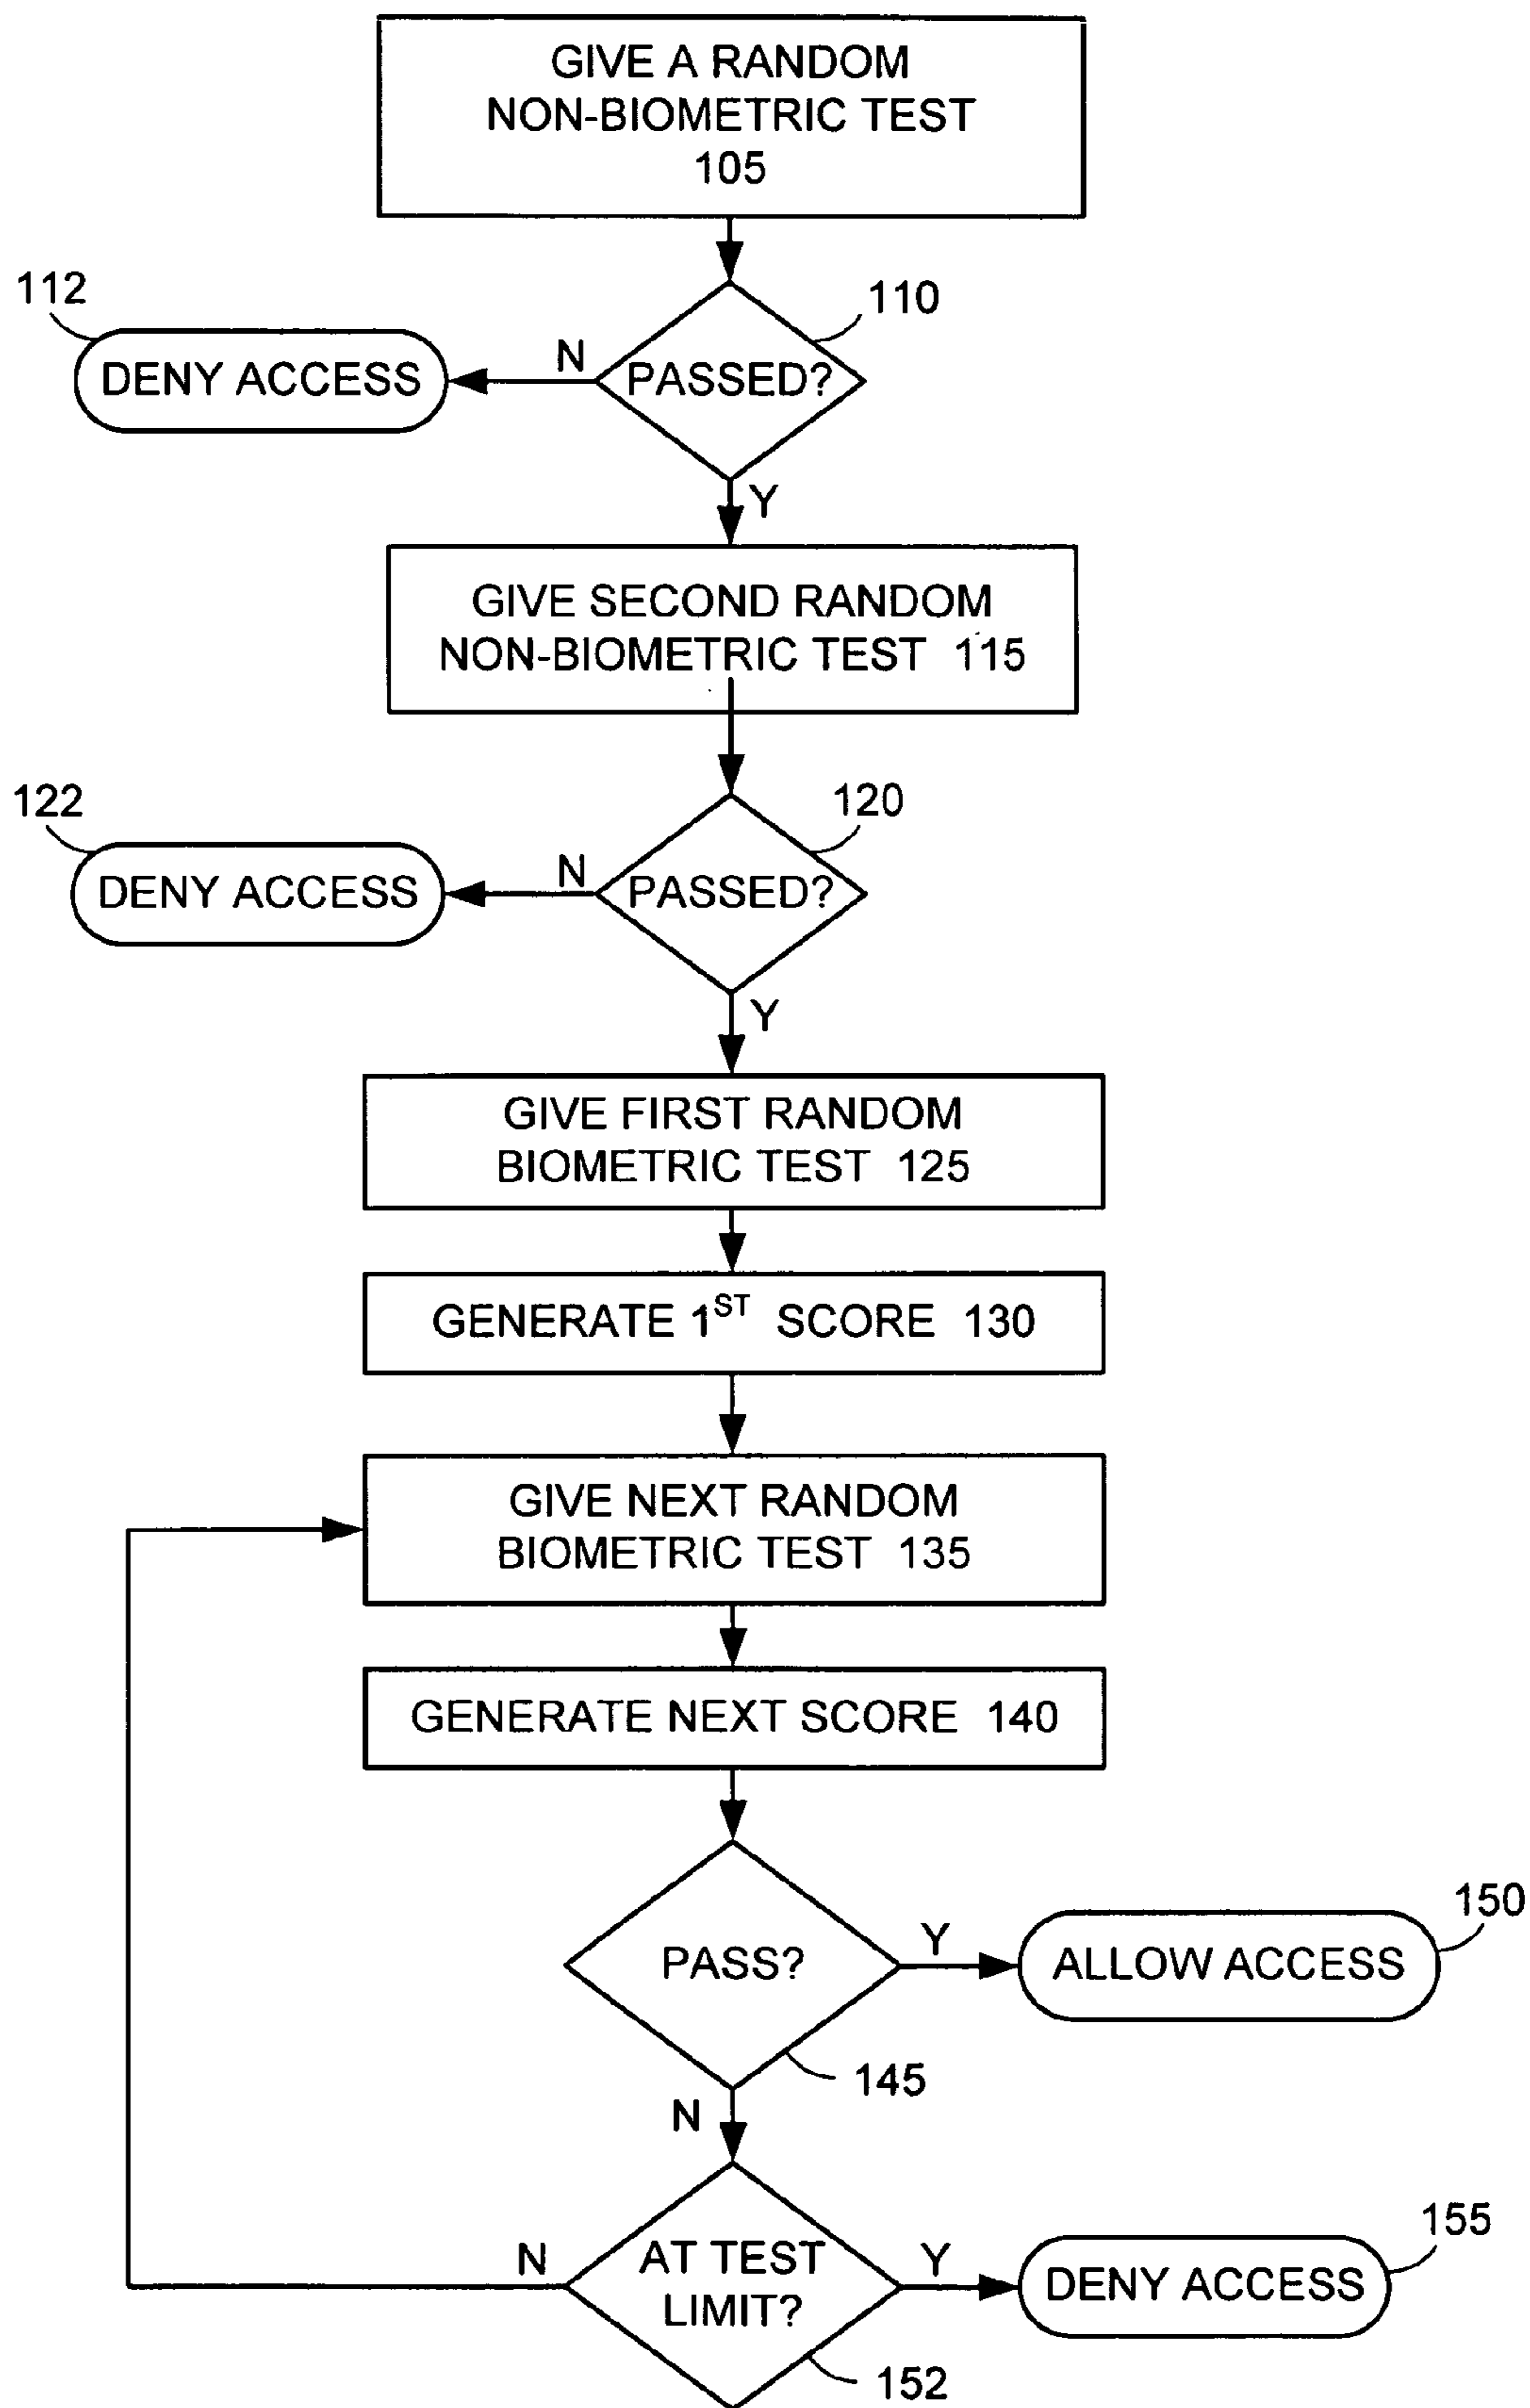 GIVE A RANDOM
NON-BIOMETRIC TEST
105
112
110
DENY ACCESS
N
PASSED?
Y
GIVE SECOND RANDOM
NON-BIOMETRIC TEST 115
122
120
DENY ACCESS
N
PASSED?
Y
GIVE FIRST RANDOM
BIOMETRIC TEST 125
GENERATE 1ST SCORE 130
GIVE NEXT RANDOM
BIOMETRIC TEST 135
GENERATE NEXT SCORE 140
150
PASS?
Y
ALLOW ACCESS
145
N
155
N
AT TEST
LIMIT?
Y
DENY ACCESS
152